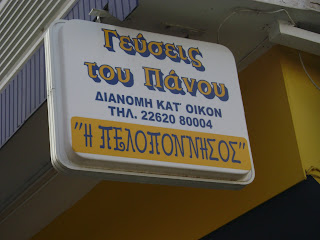 Γεύσεις
του Πάνου
ΔΙΑΝΟΜΗ ΚΑΤ' ΟΙΚΟΝ
ΤΗΛ. 22620 80004
"Η ΠΕΛΟΠΟΝΝΗΣΟΣ"